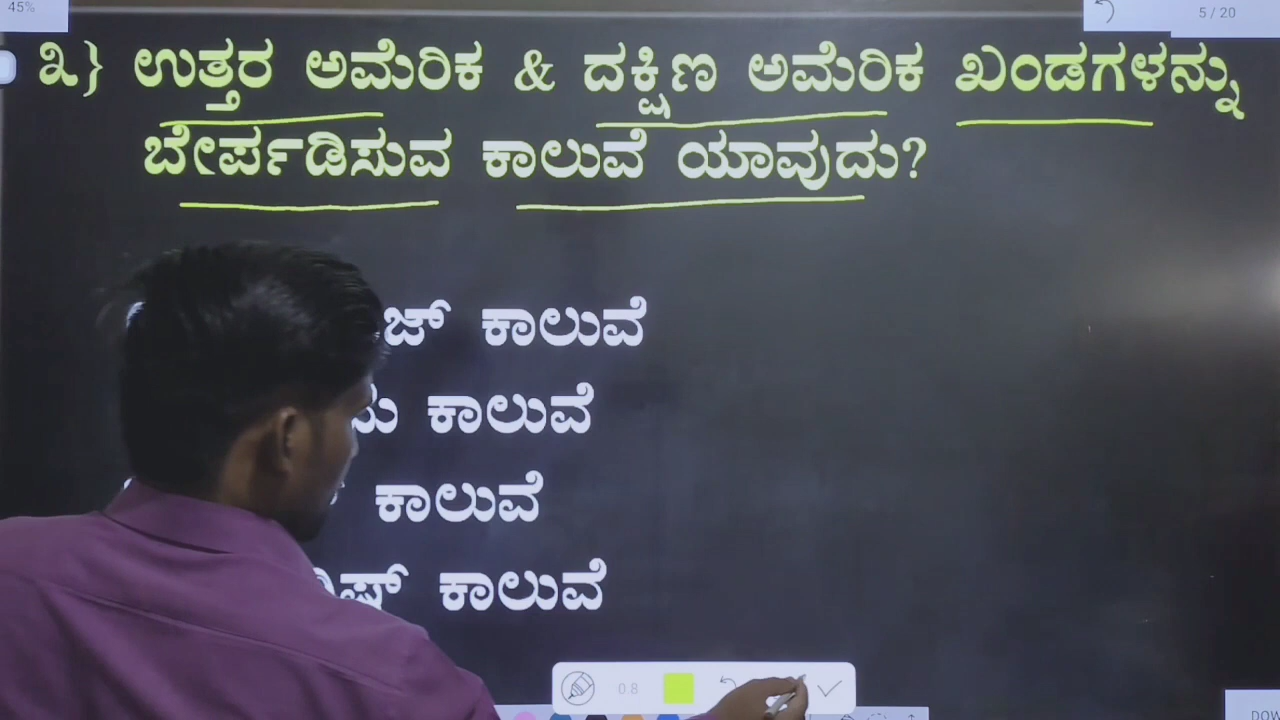 45%
5 / 20
೩} ಉತ್ತರ ಅಮೆರಿಕ & ದಕ್ಷಿಣ ಅಮೆರಿಕ ಖಂಡಗಳನ್ನು
ಬೇರ್ಪಡಿಸುವ ಕಾಲುವೆ ಯಾವುದು?
ಕಾಲುವೆ
ಕಾಲುವೆ
ಕಾಲುವೆ
ಕಾಲುವೆ
0.8